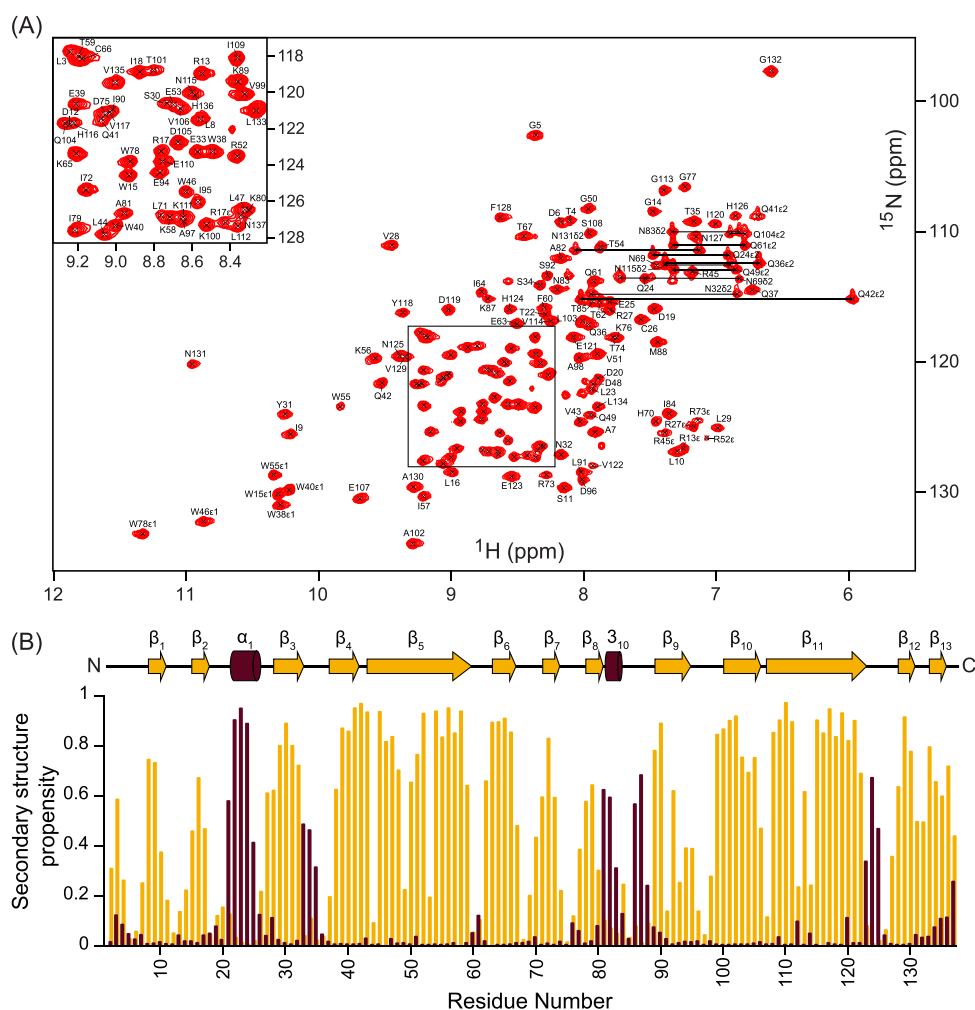 (A)
T59
C66
L3
V135
I18
T101
R13
I109
K89
N115
V99
E39
S30
E53
H136
D75
I90
D12
V106
L8
L133
V117
D105
Q104
H116
Q41
R17
E33
W38
R52
K65
W78
E110
W15
E94
W46
I72
I95
A81
L71
K111
L47
K80
R17ε
I79
L44
W40
K58
A97
K100
L112
N137
9.2
9.0
8.8
8.6
8.4
118
120
122
124
126
128
G132
G5
100
G113
G77
G50
G14
H126
Q41ε2
F128
D6
T4
T35
I120
N83δ2
Q104ε2
T67
S108
N131δ2
N127
Q61ε2
V28
A82
T54
N69
Q24ε2
S92
N115δ2
Q36ε2
R45
Q49ε2
S34
N83
Q61
Q24
N32δ2
N69δ2
Q37
Q42ε2
I64
K87
T85
E25
Y118
D119
H124
F60
T62
R27
D19
T22
L103
C26
E63
V114
Q36
K76
T74
M88
E121
N131
K56
N125
V129
A98
V51
Q42
D20
D48
L23
W55
Y31
I9
L134
V43
Q49
A7
H70
I84
R73ε
R27ε
L29
R45ε
R13ε
R52ε
L10
N32
W55ε1
L91
V122
W15ε1
W40ε1
W38ε1
E107
A130
L16
E123
R73
D96
I57
S11
W46ε1
W78ε1
A102
110
120
130
15N (ppm)
1H (ppm)
12
11
10
9
8
7
6
(B)
β1
β2
α1
β3
β4
β5
β6
β7
β8
310
β9
β10
β11
β12
β13
N
C
1
0.8
0.6
0.4
0.2
0
Secondary structure
propensity
10
20
30
40
50
60
70
80
90
100
110
120
130
Residue Number